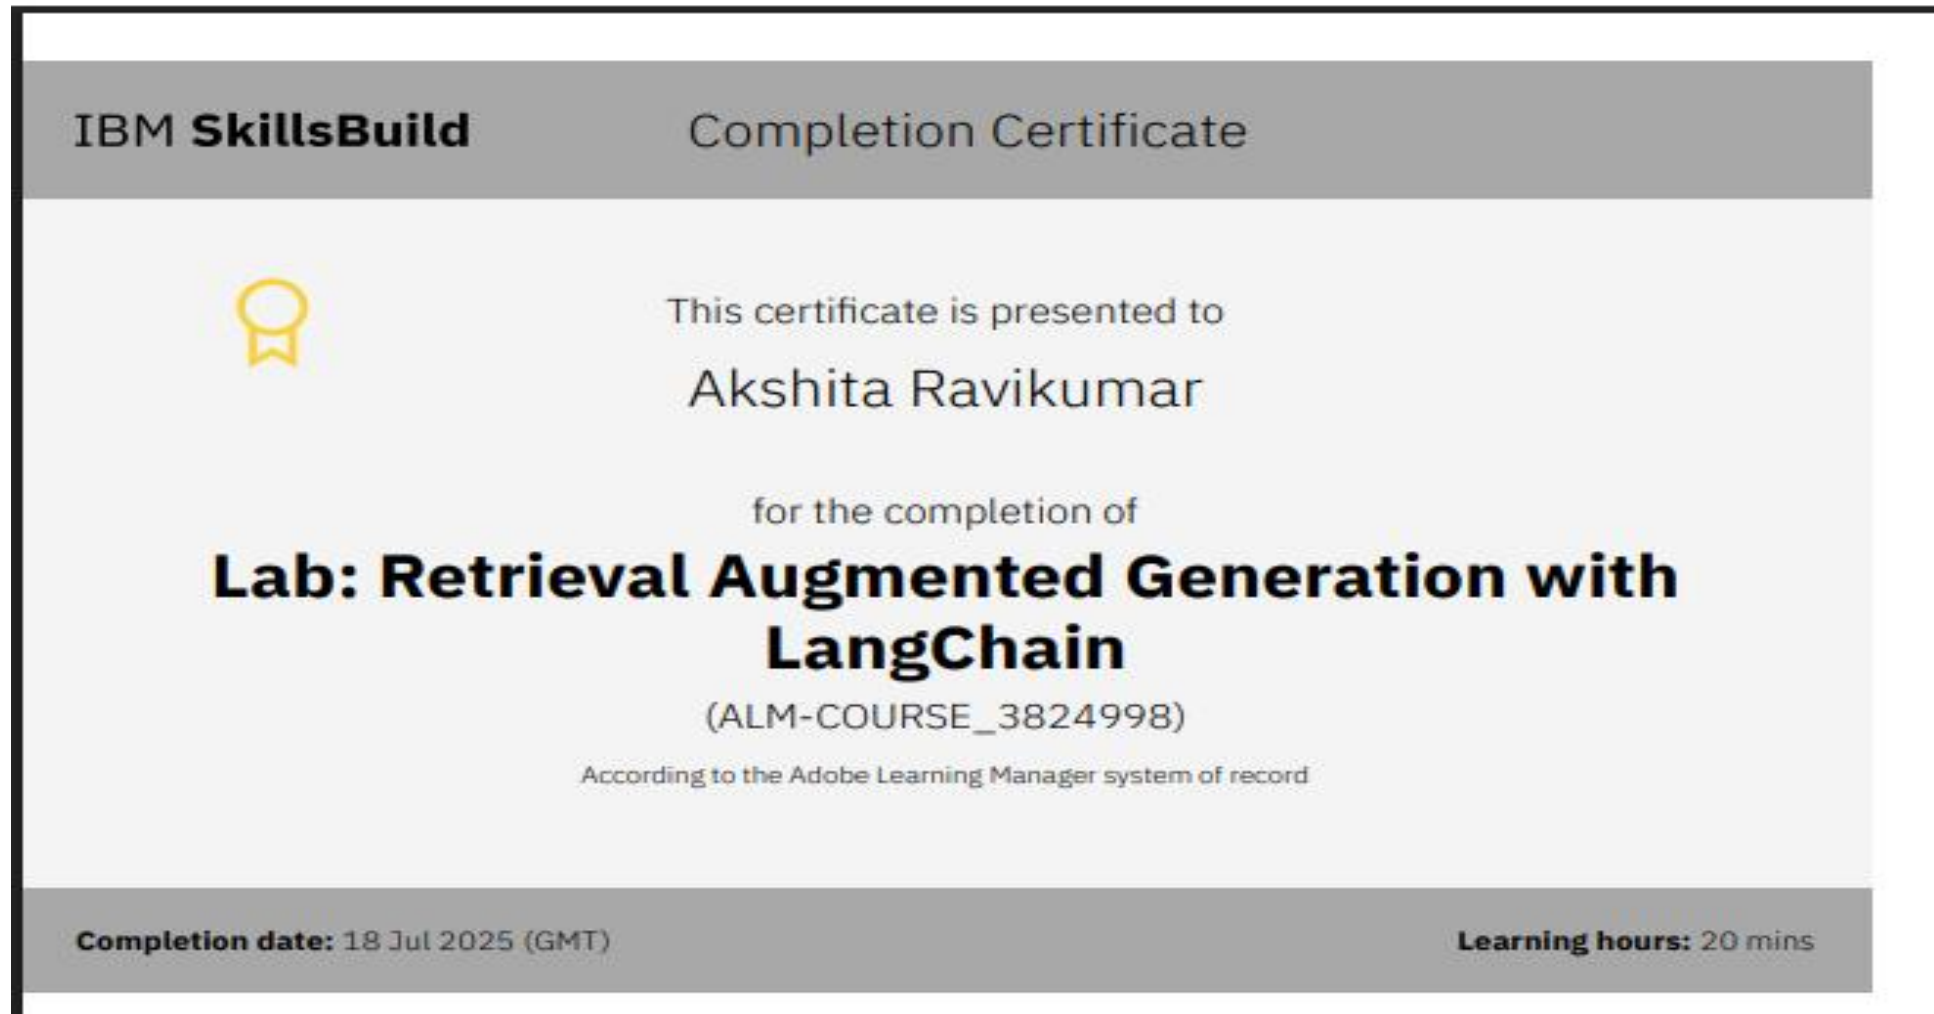 IBM SkillsBuild
Completion Certificate
This certificate is presented to
Akshita Ravikumar
for the completion of
Lab: Retrieval Augmented Generation with
LangChain
(ALM-COURSE_3824998)
According to the Adobe Learning Manager system of record
Completion date: 18 Jul 2025 (GMT)
Learning hours: 20 mins